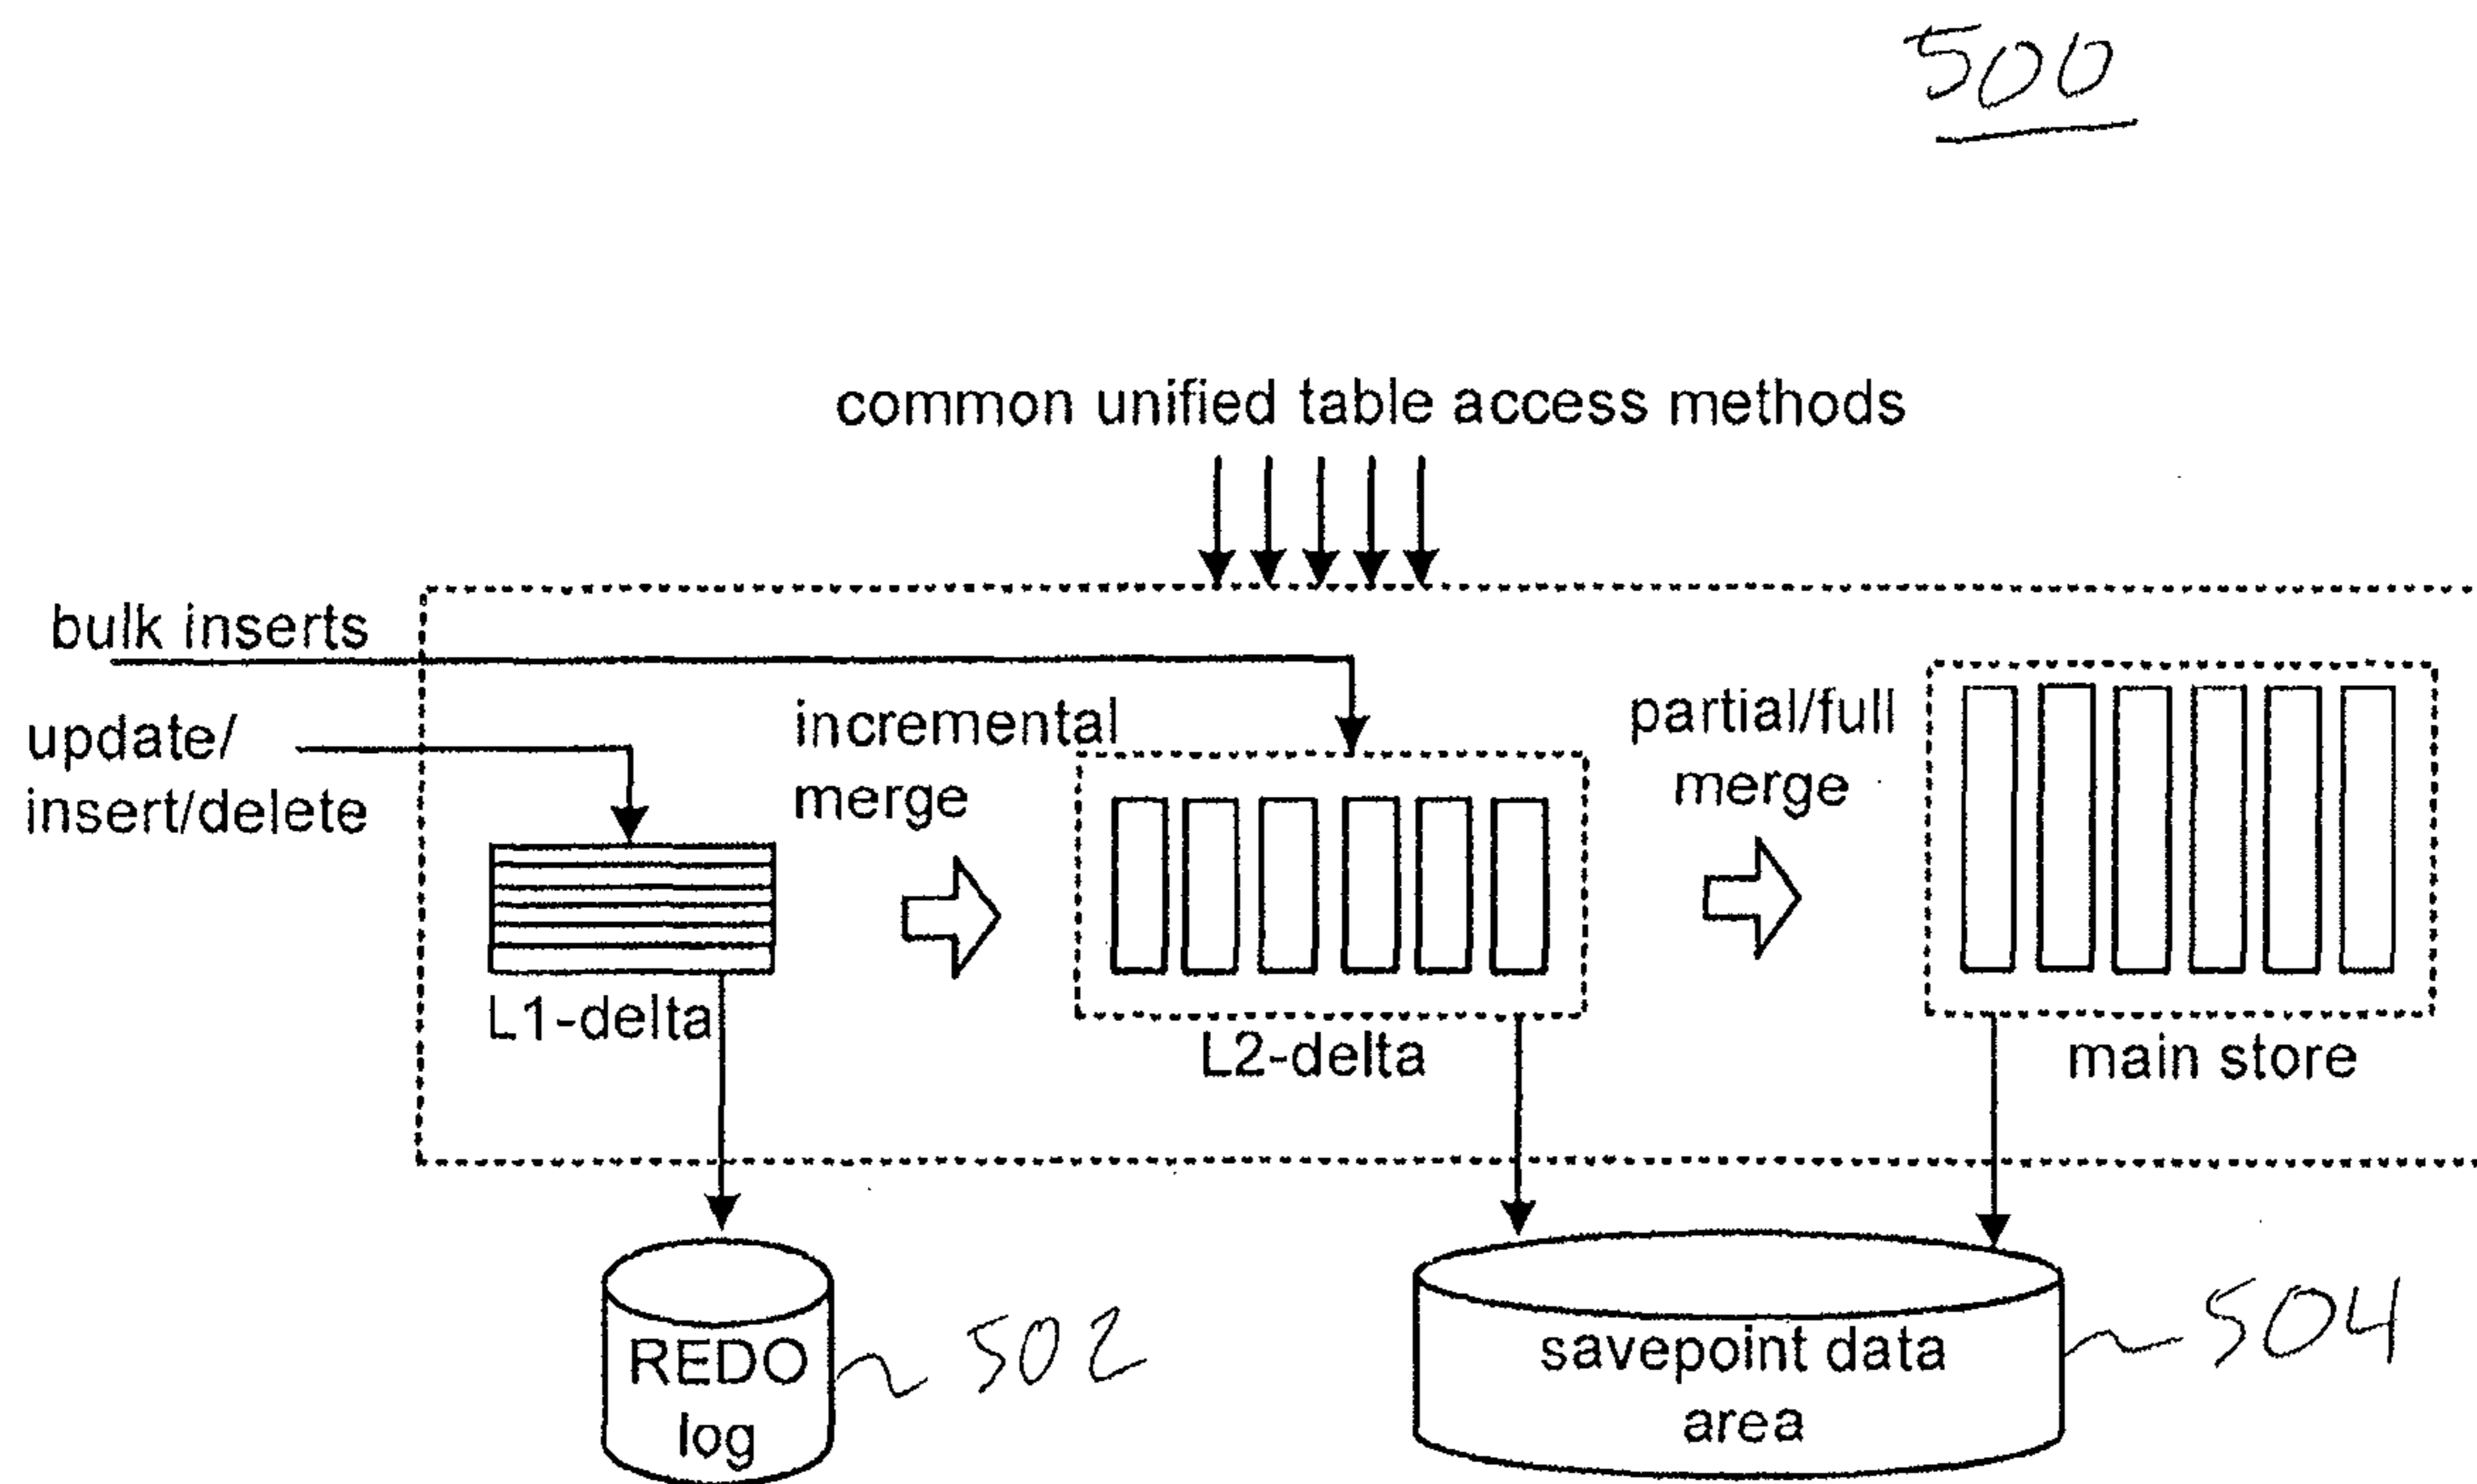 500
common unified table access methods
bulk inserts
update/
insert/delete
incremental
merge
partial/full
merge
L1-delta
L2-delta
main store
REDO
log
502
savepoint data
area
504